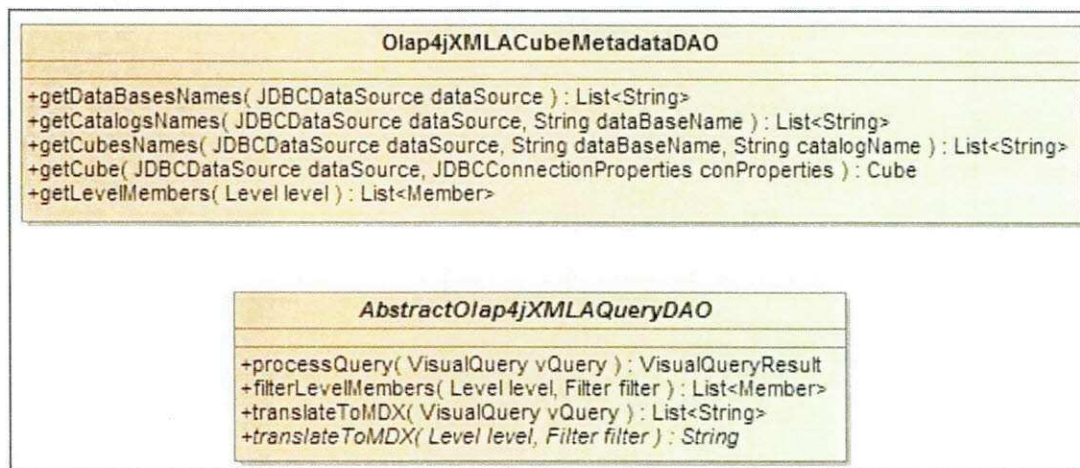 Olap4jXMLACubeMetadataDAO
+getDataBasesNames( JDBCDataSource dataSource ) : List<String>
+getCatalogsNames( JDBCDataSource dataSource, String dataBaseName ) : List<String>
+getCubesNames( JDBCDataSource dataSource, String dataBaseName, String catalogName ) : List<String>
+getCube( JDBCDataSource dataSource, JDBCConnectionProperties conProperties ) : Cube
+getLevelMembers( Level level ) : List<Member>
AbstractOlap4jXMLAQueryDAO
+processQuery( VisualQuery vQuery ) : VisualQueryResult
+filterLevelMembers( Level level, Filter filter ) : List<Member>
+translateToMDX( VisualQuery vQuery ) : List<String>
+translateToMDX( Level level, Filter filter ) : String